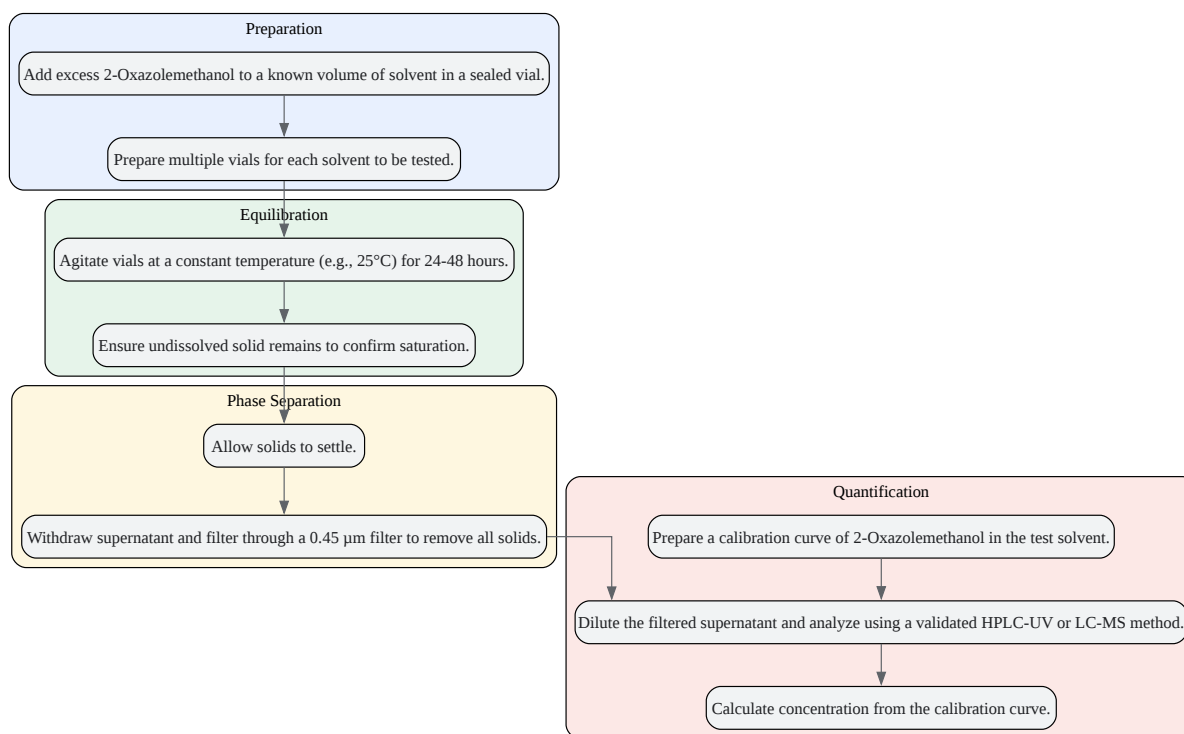 Preparation
Add excess 2-Oxazolemethanol to a known volume of solvent in a sealed vial.
Prepare multiple vials for each solvent to be tested.
Equilibration
Agitate vials at a constant temperature (e.g., 25°C) for 24-48 hours.
Ensure undissolved solid remains to confirm saturation.
Phase Separation
Allow solids to settle.
Withdraw supernatant and filter through a 0.45 µm filter to remove all solids.
Quantification
Prepare a calibration curve of 2-Oxazolemethanol in the test solvent.
Dilute the filtered supernatant and analyze using a validated HPLC-UV or LC-MS method.
Calculate concentration from the calibration curve.